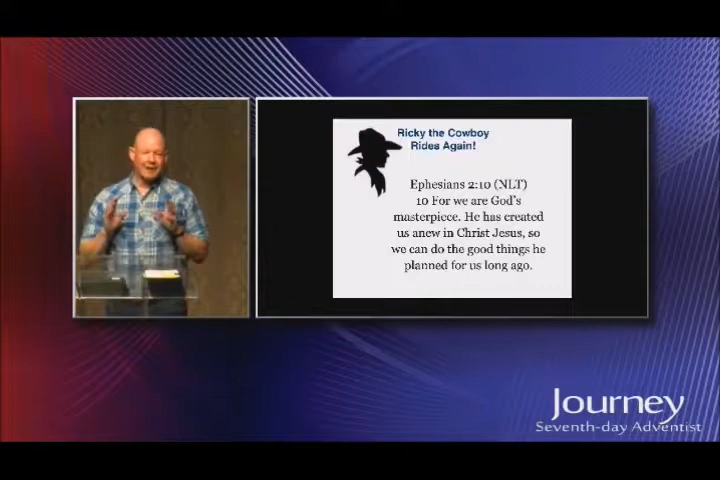 Ricky the Cowboy
Rides Again!
Ephesians 2:10 (NLT)
10 For we are God's
masterpiece. He has created
us anew in Christ Jesus, so
we can do the good things he
planned for us long ago.
Journey
Seventh-day Adventist